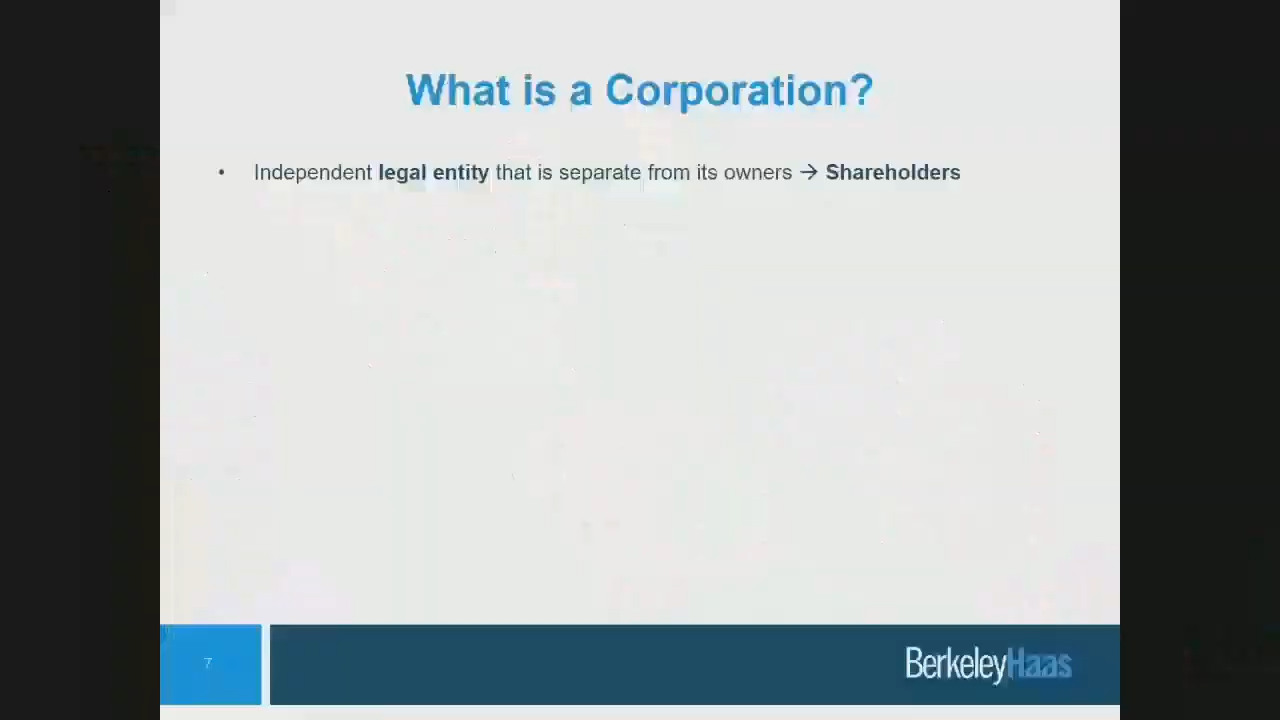 What is a Corporation?
• Independent legal entity that is separate from its owners → Shareholders
7
BerkeleyHaas